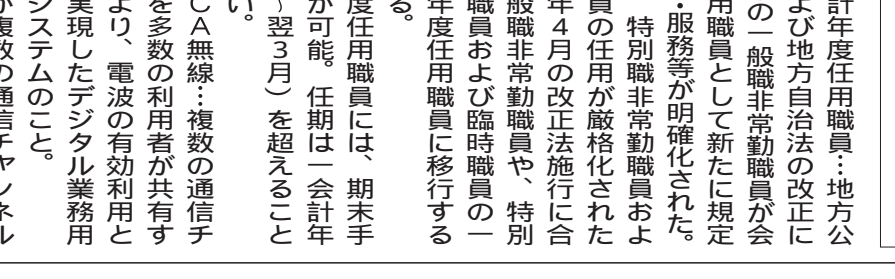 計年度任用職員…地方公
よび地方自治法の改正に
の一般職非常勤職員が会
用職員として新たに規定
・服務等が明確化された。
特別職非常勤職員およ
員の任用が厳格化された
年４月の改正法施行に合
般職非常勤職員や、特別
職員および臨時職員の一
年度任用職員に移行する
る。
度任用職員には、期末手
が可能。任期は一会計年
～翌３月）を超えること
い。
ＣＡ無線…複数の通信チ
を多数の利用者が共有す
より、電波の有効利用と
実現したデジタル業務用
システムのこと。
が複数の通信チャンネル